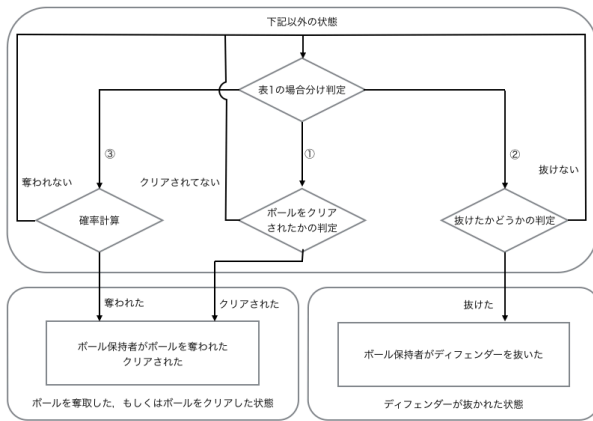 下記以外の状態
表1の場合分け判定
③
①
②
奪われない
クリアされてない
抜けない
確率計算
ボールをクリア
されたかの判定
抜けたかどうかの判定
奪われた
クリアされた
抜けた
ボール保持者がボールを奪われた
クリアされた
ボール保持者がディフェンダーを抜いた
ボールを奪取した，もしくはボールをクリアした状態
ディフェンダーが抜かれた状態